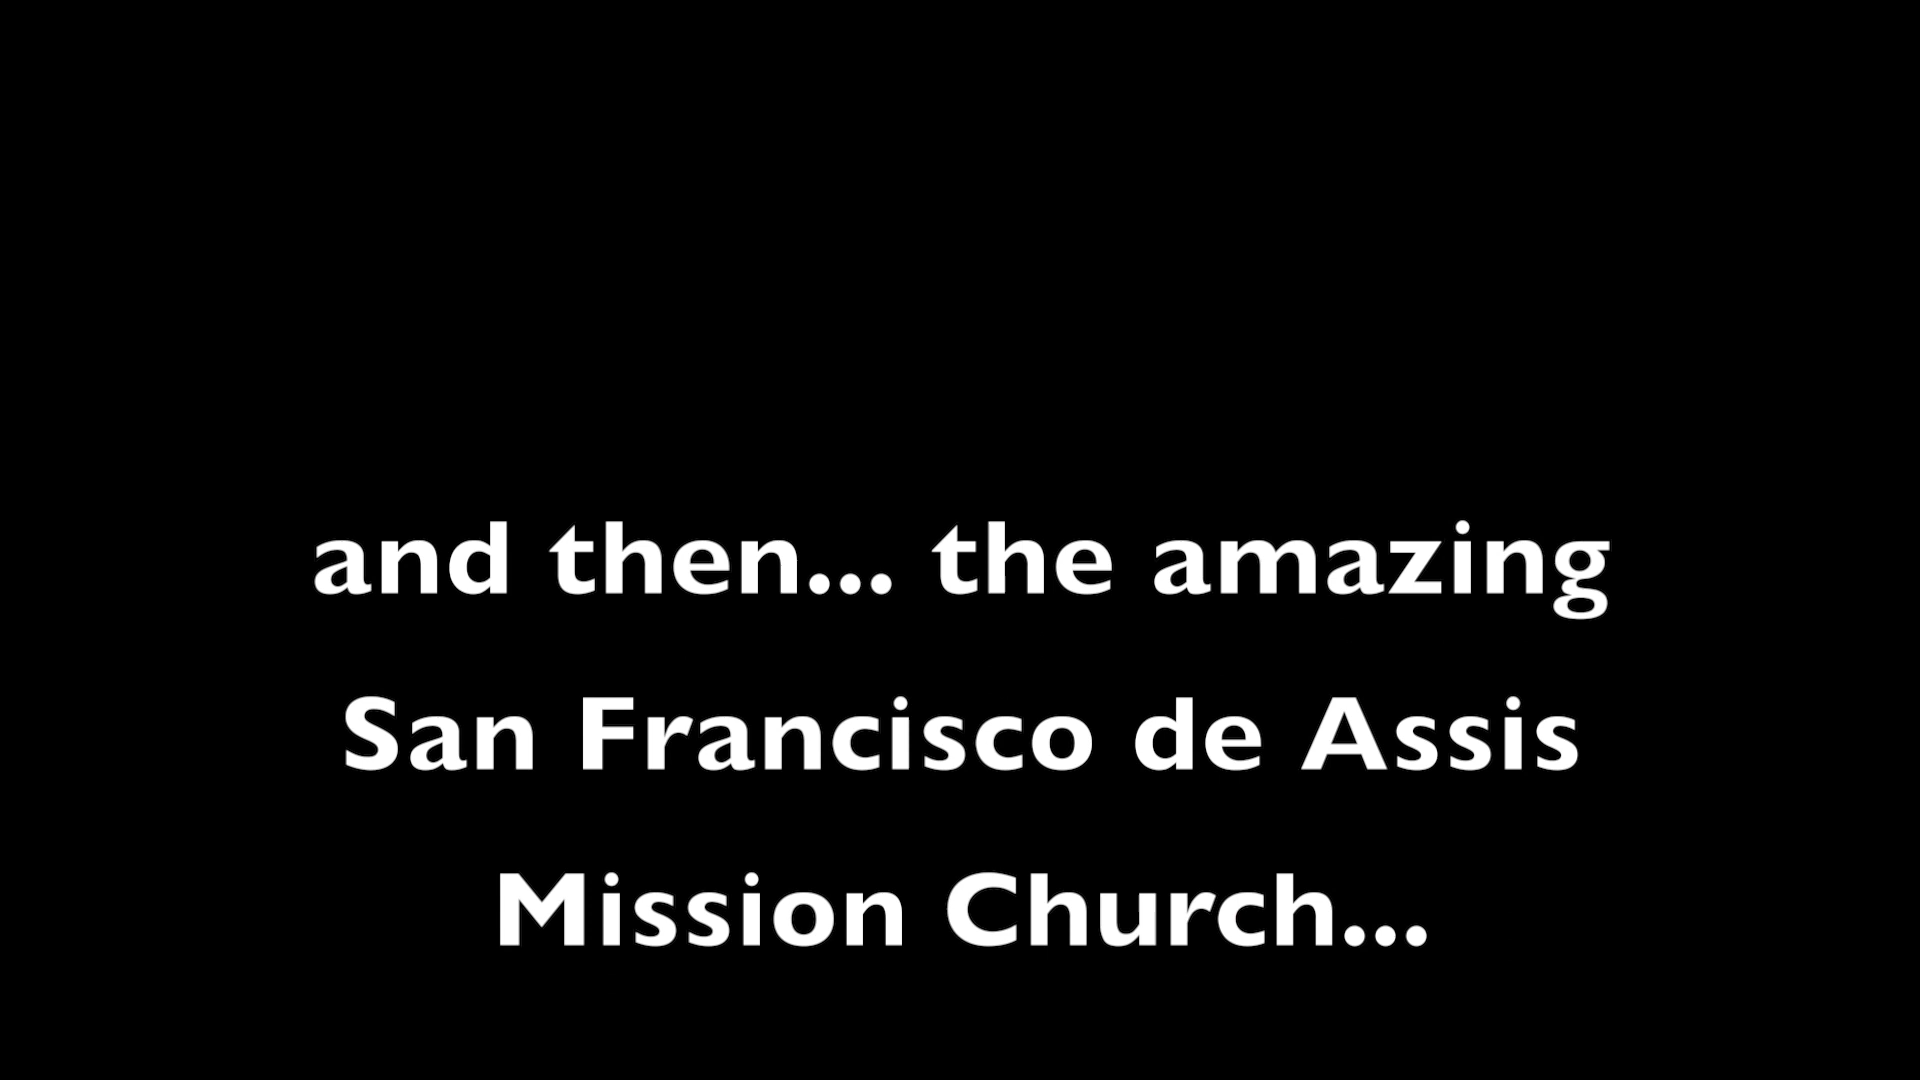 and then... the amazing
San Francisco de Assis
Mission Church...